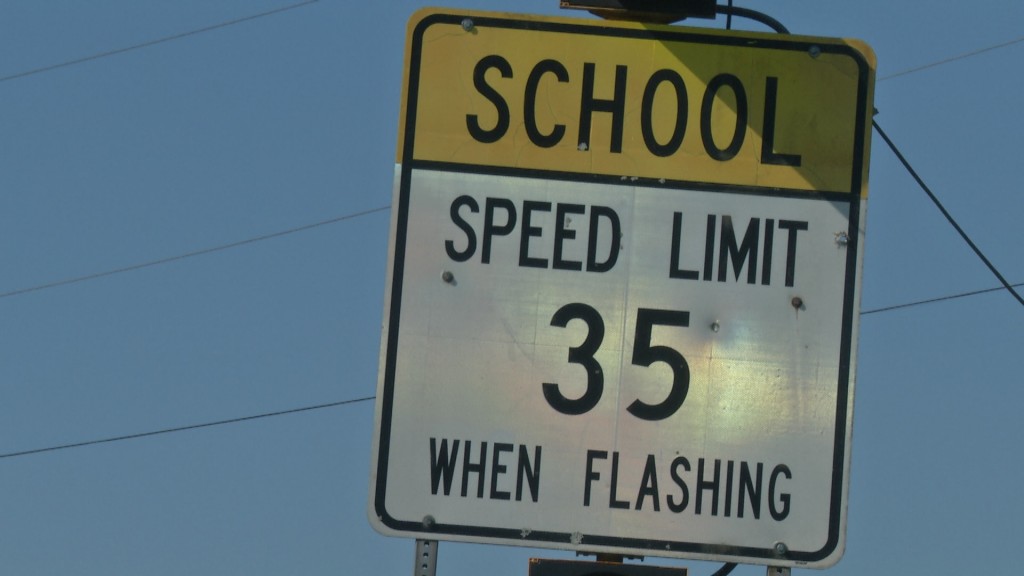 SCHOOL
SPEED LIMIT
35
WHEN FLASHING